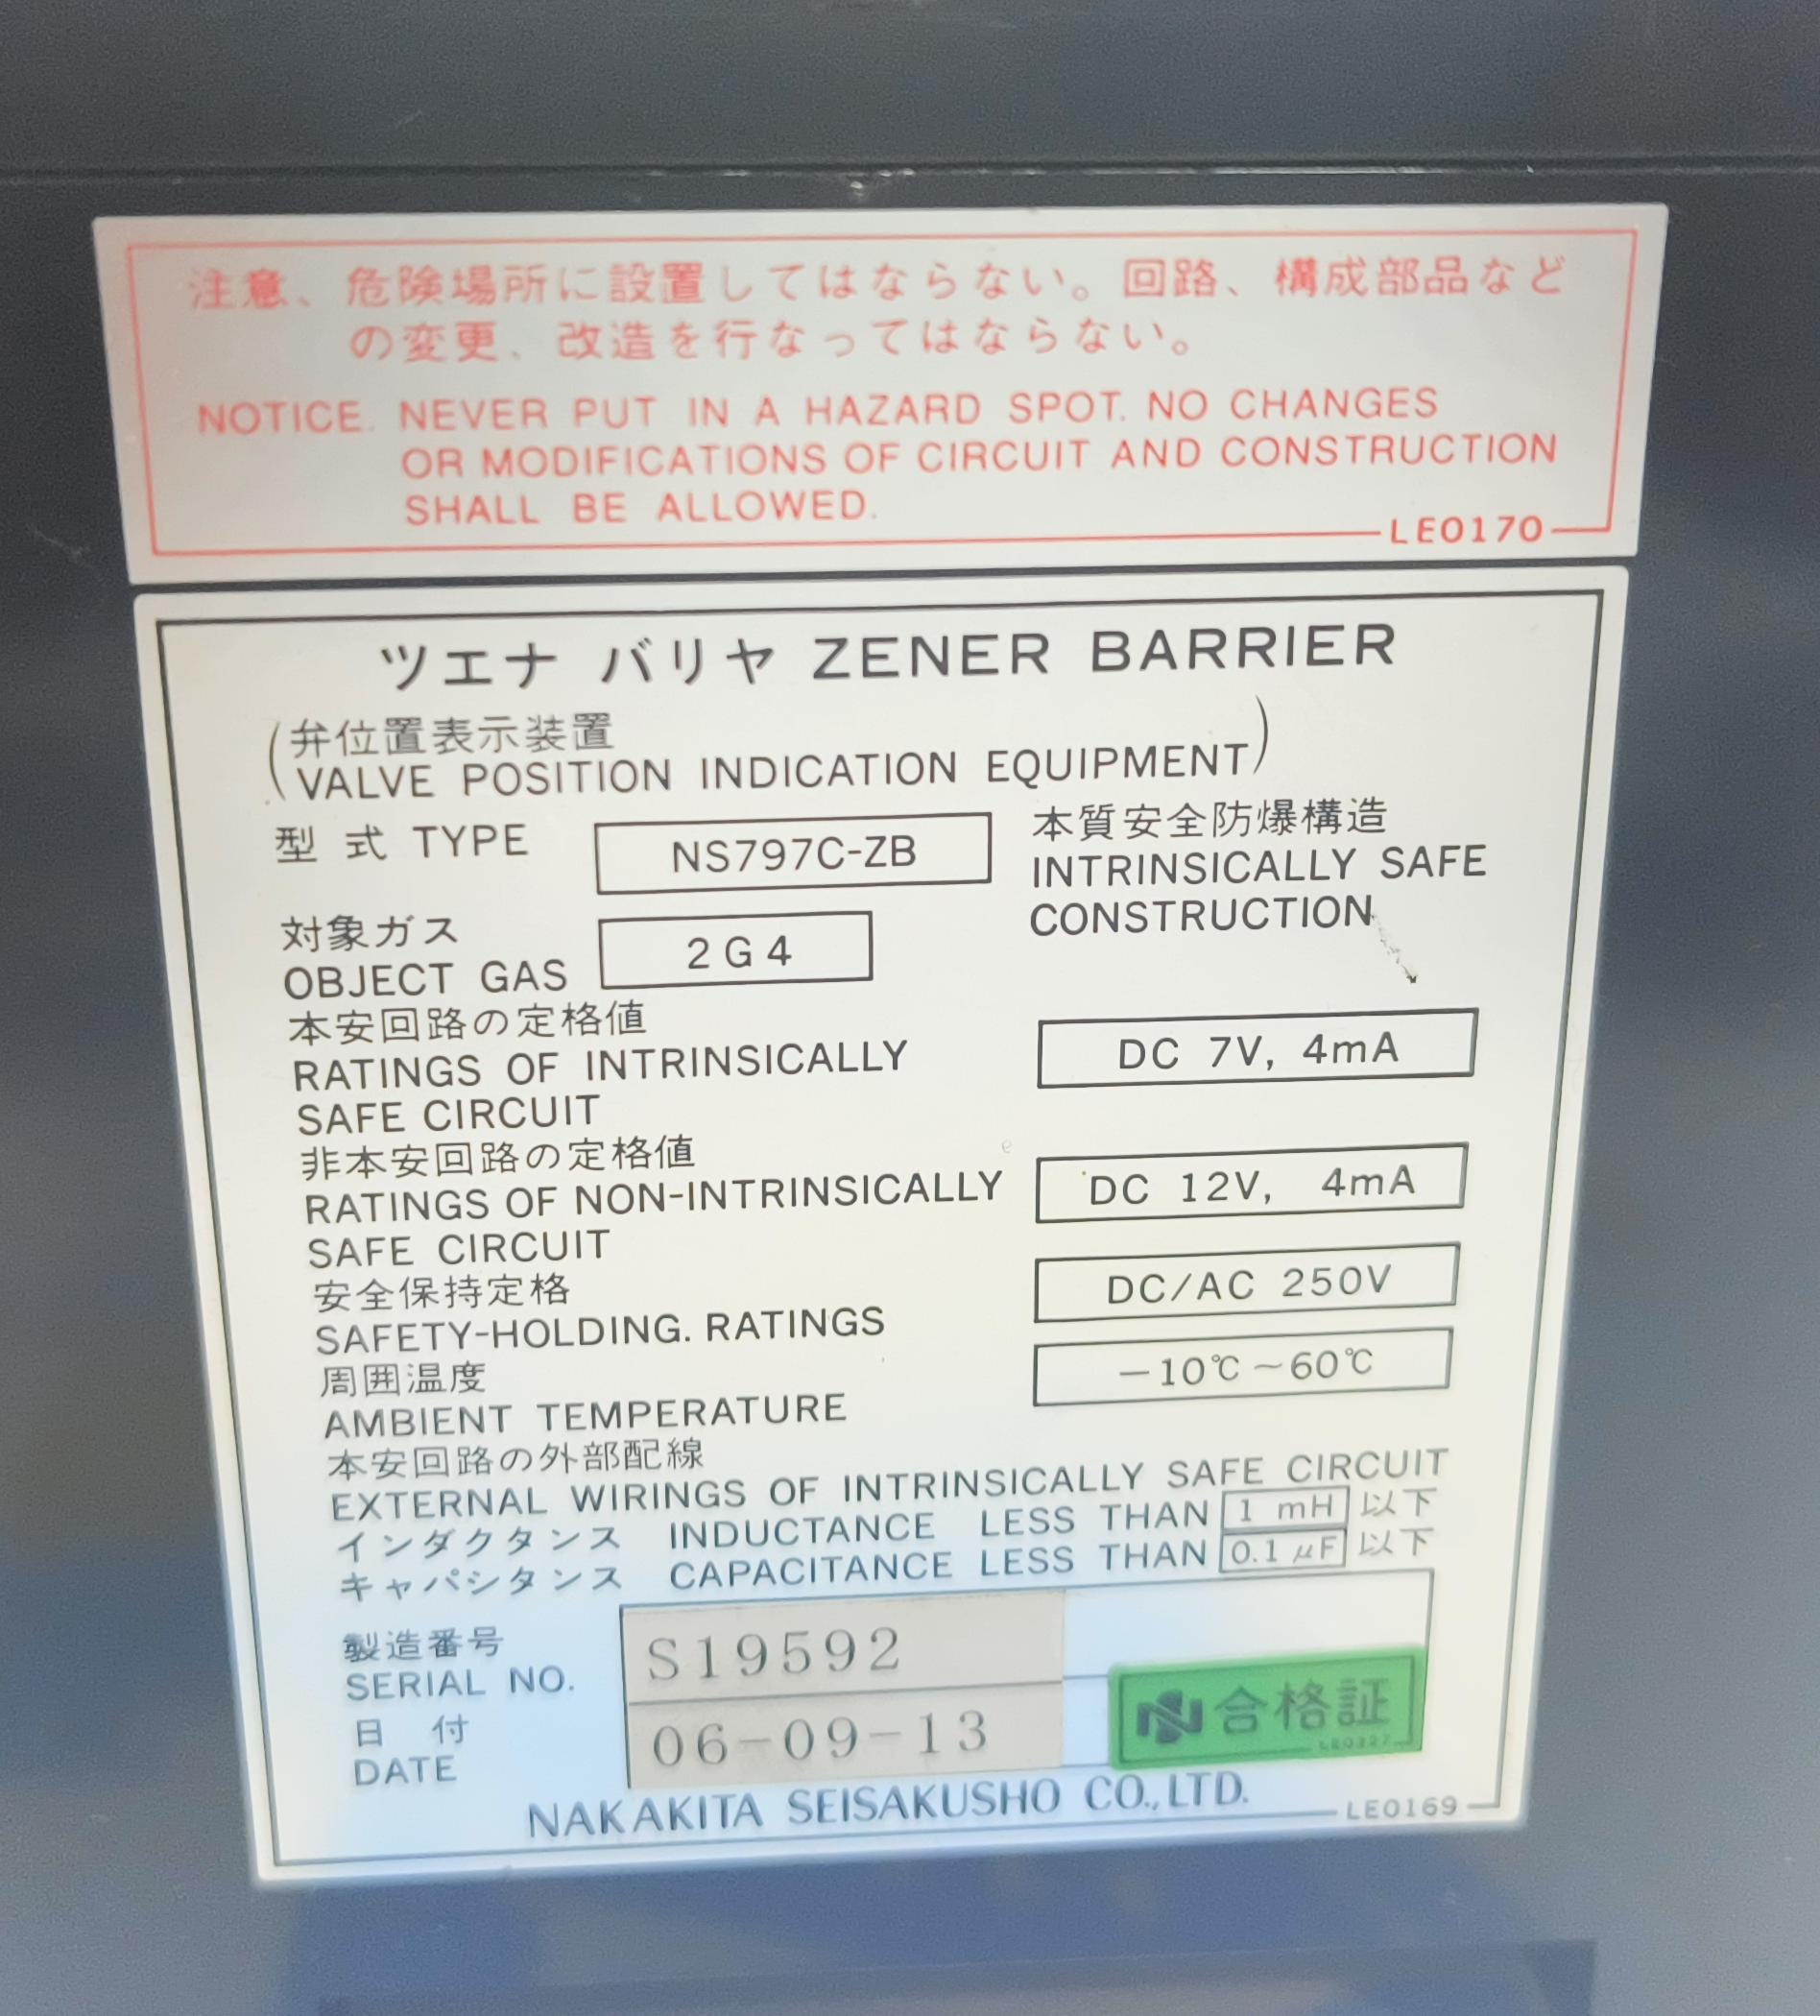 注意、危険場所に設置してはならない。回路、構成部品など
の変更、改造を行なってはならない。
NOTICE. NEVER PUT IN A HAZARD SPOT. NO CHANGES
OR MODIFICATIONS OF CIRCUIT AND CONSTRUCTION
SHALL BE ALLOWED.
LE0170
ツエナ バリヤ ZENER BARRIER
(弁位置表示装置
VALVE POSITION INDICATION EQUIPMENT)
型 式 TYPE NS797C-ZB
本質安全防爆構造
INTRINSICALLY SAFE
CONSTRUCTION
対象ガス
OBJECT GAS 2G4
本安回路の定格値
RATINGS OF INTRINSICALLY DC 7V, 4mA
SAFE CIRCUIT
非本安回路の定格値
RATINGS OF NON-INTRINSICALLY DC 12V, 4mA
SAFE CIRCUIT
安全保持定格
SAFETY-HOLDING. RATINGS DC/AC 250V
周囲温度
AMBIENT TEMPERATURE −10℃~60℃
本安回路の外部配線
EXTERNAL WIRINGS OF INTRINSICALLY SAFE CIRCUIT
インダクタンス INDUCTANCE LESS THAN 1 mH 以下
キャパシタンス CAPACITANCE LESS THAN 0.1 μF 以下
製造番号
SERIAL NO. S19592
日 付
DATE 06-09-13
合格証
LE0327
NAKAKITA SEISAKUSHO CO., LTD.
LE0169